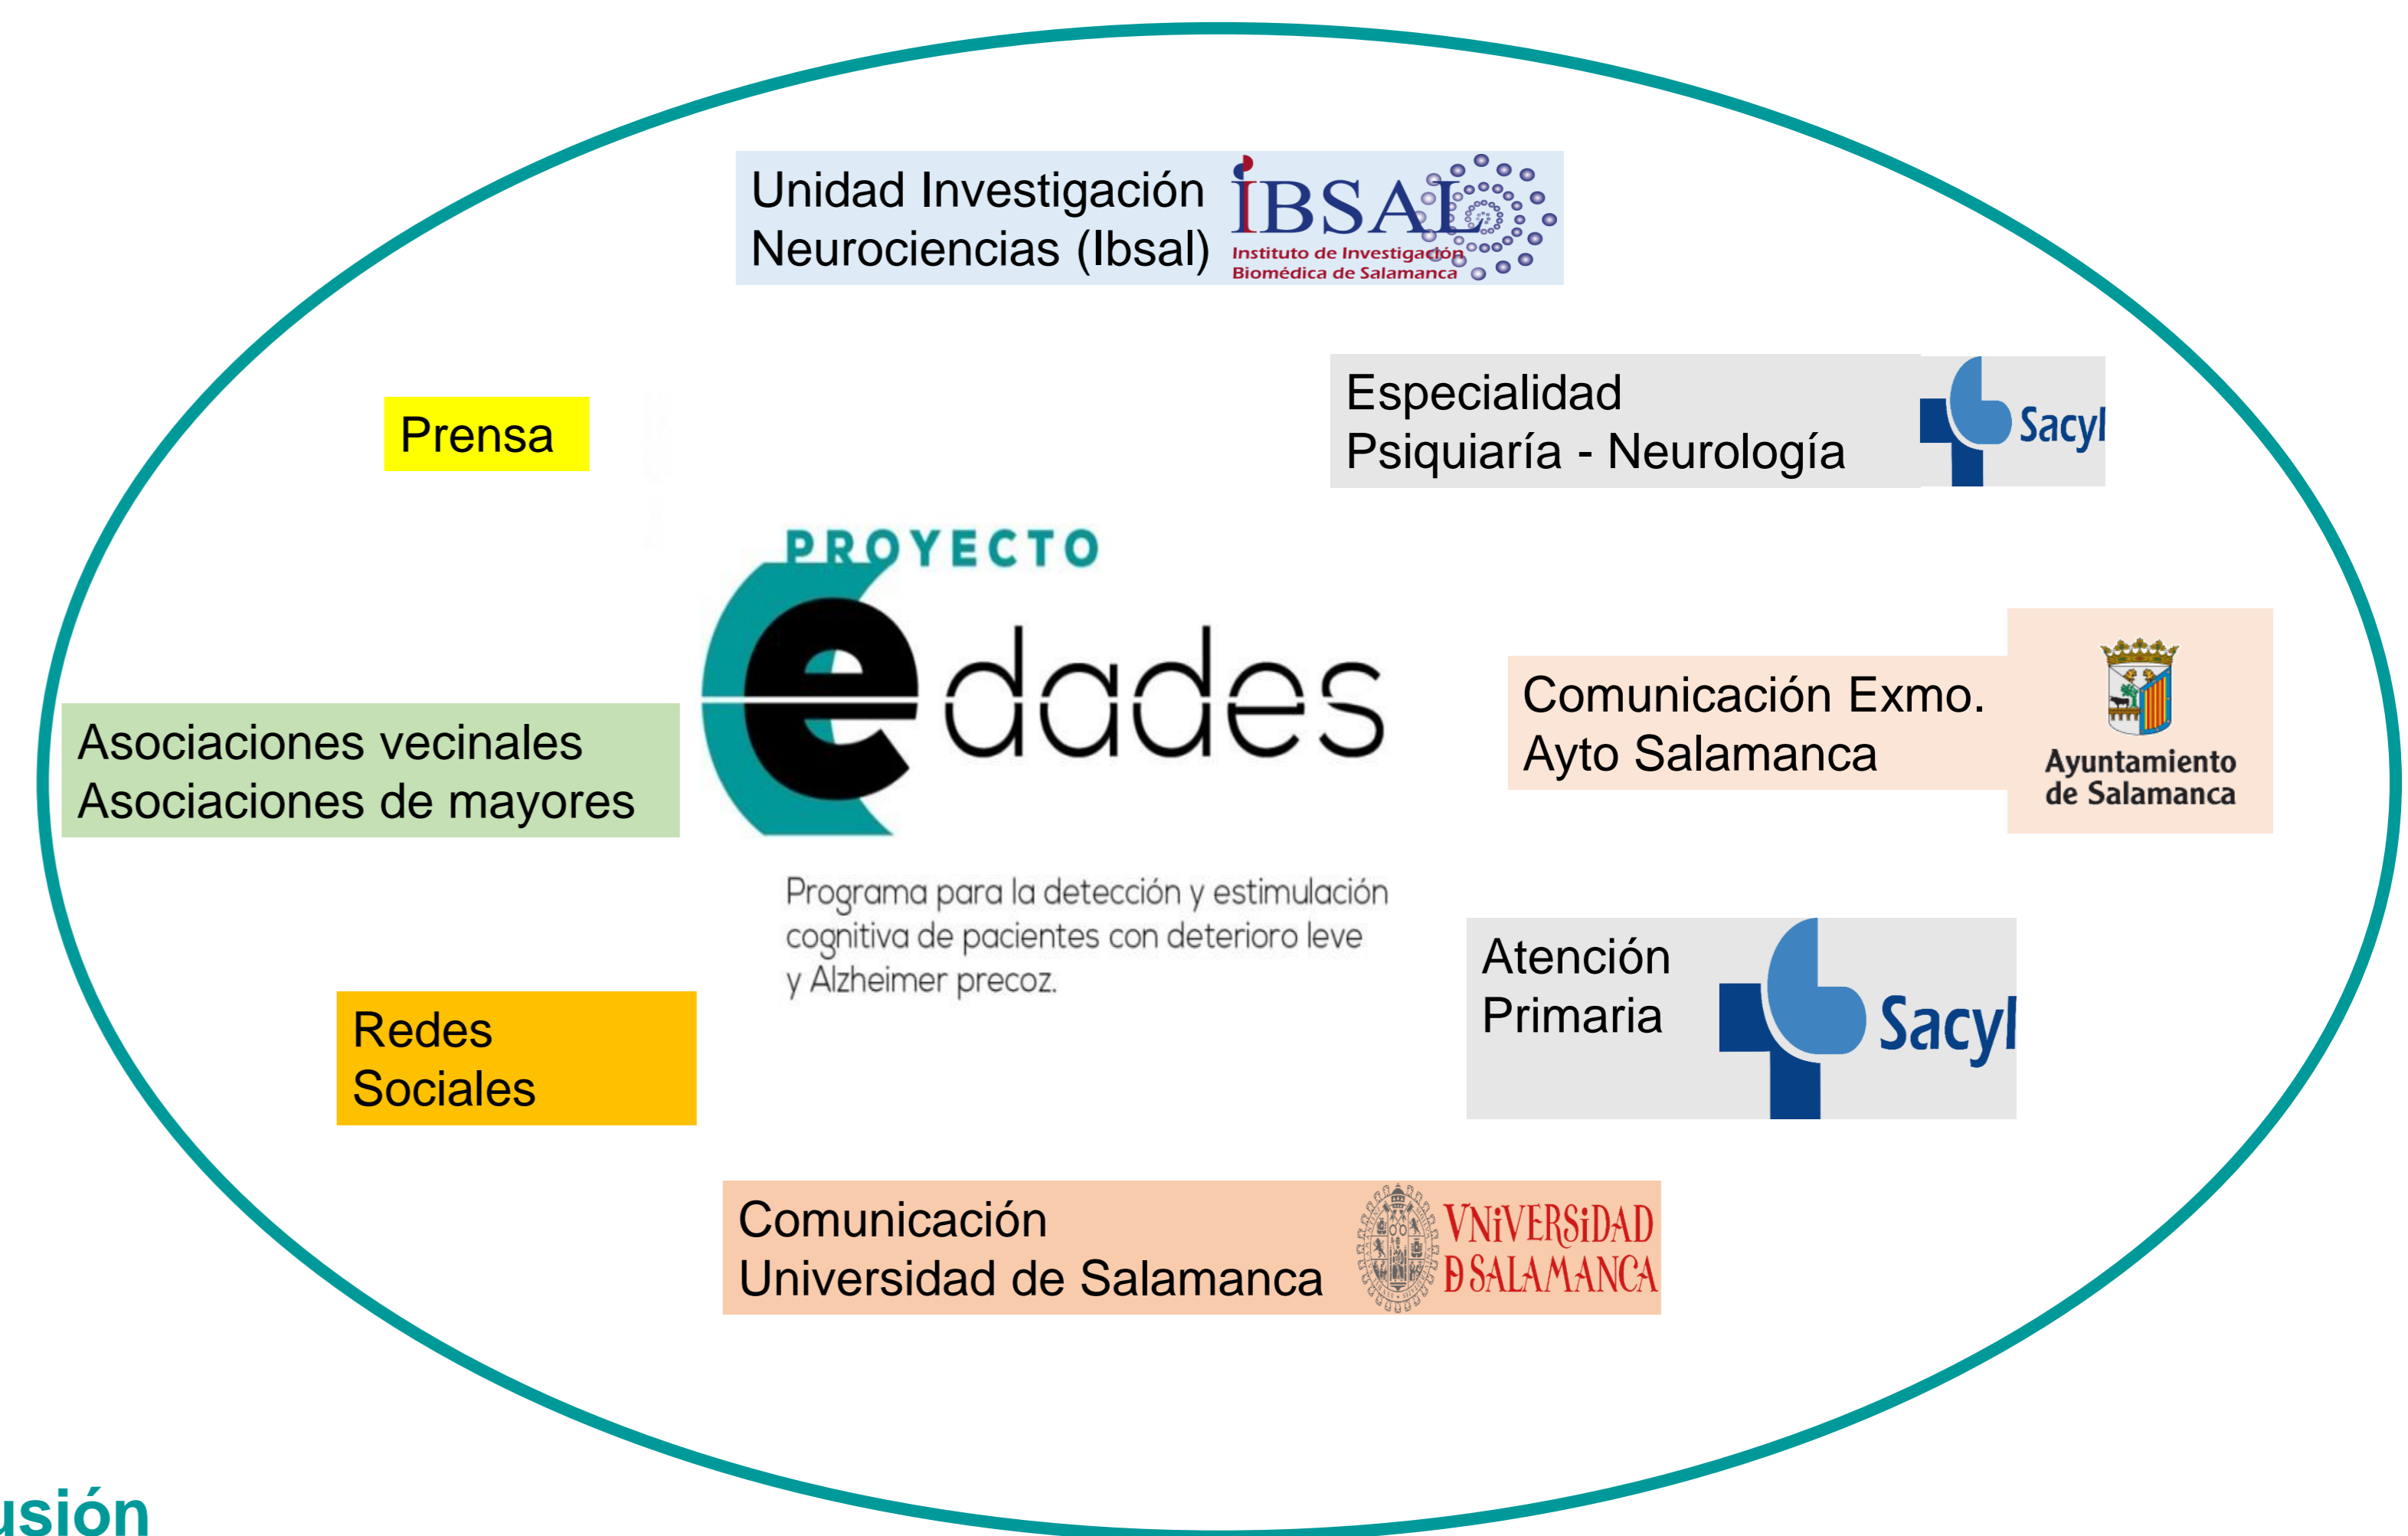 Unidad Investigación
Neurociencias (Ibsal)
iBSAL
Instituto de Investigación
Biomédica de Salamanca
Especialidad
Psiquiaría - Neurología
Sacyl
Prensa
PROYECTO
edades
Programa para la detección y estimulación
cognitiva de pacientes con deterioro leve
y Alzheimer precoz.
Comunicación Exmo.
Ayto Salamanca
Ayuntamiento
de Salamanca
Asociaciones vecinales
Asociaciones de mayores
Atención
Primaria
Sacyl
Redes
Sociales
Comunicación
Universidad de Salamanca
VNiVERSiDAD
D SALAMANCA
usión